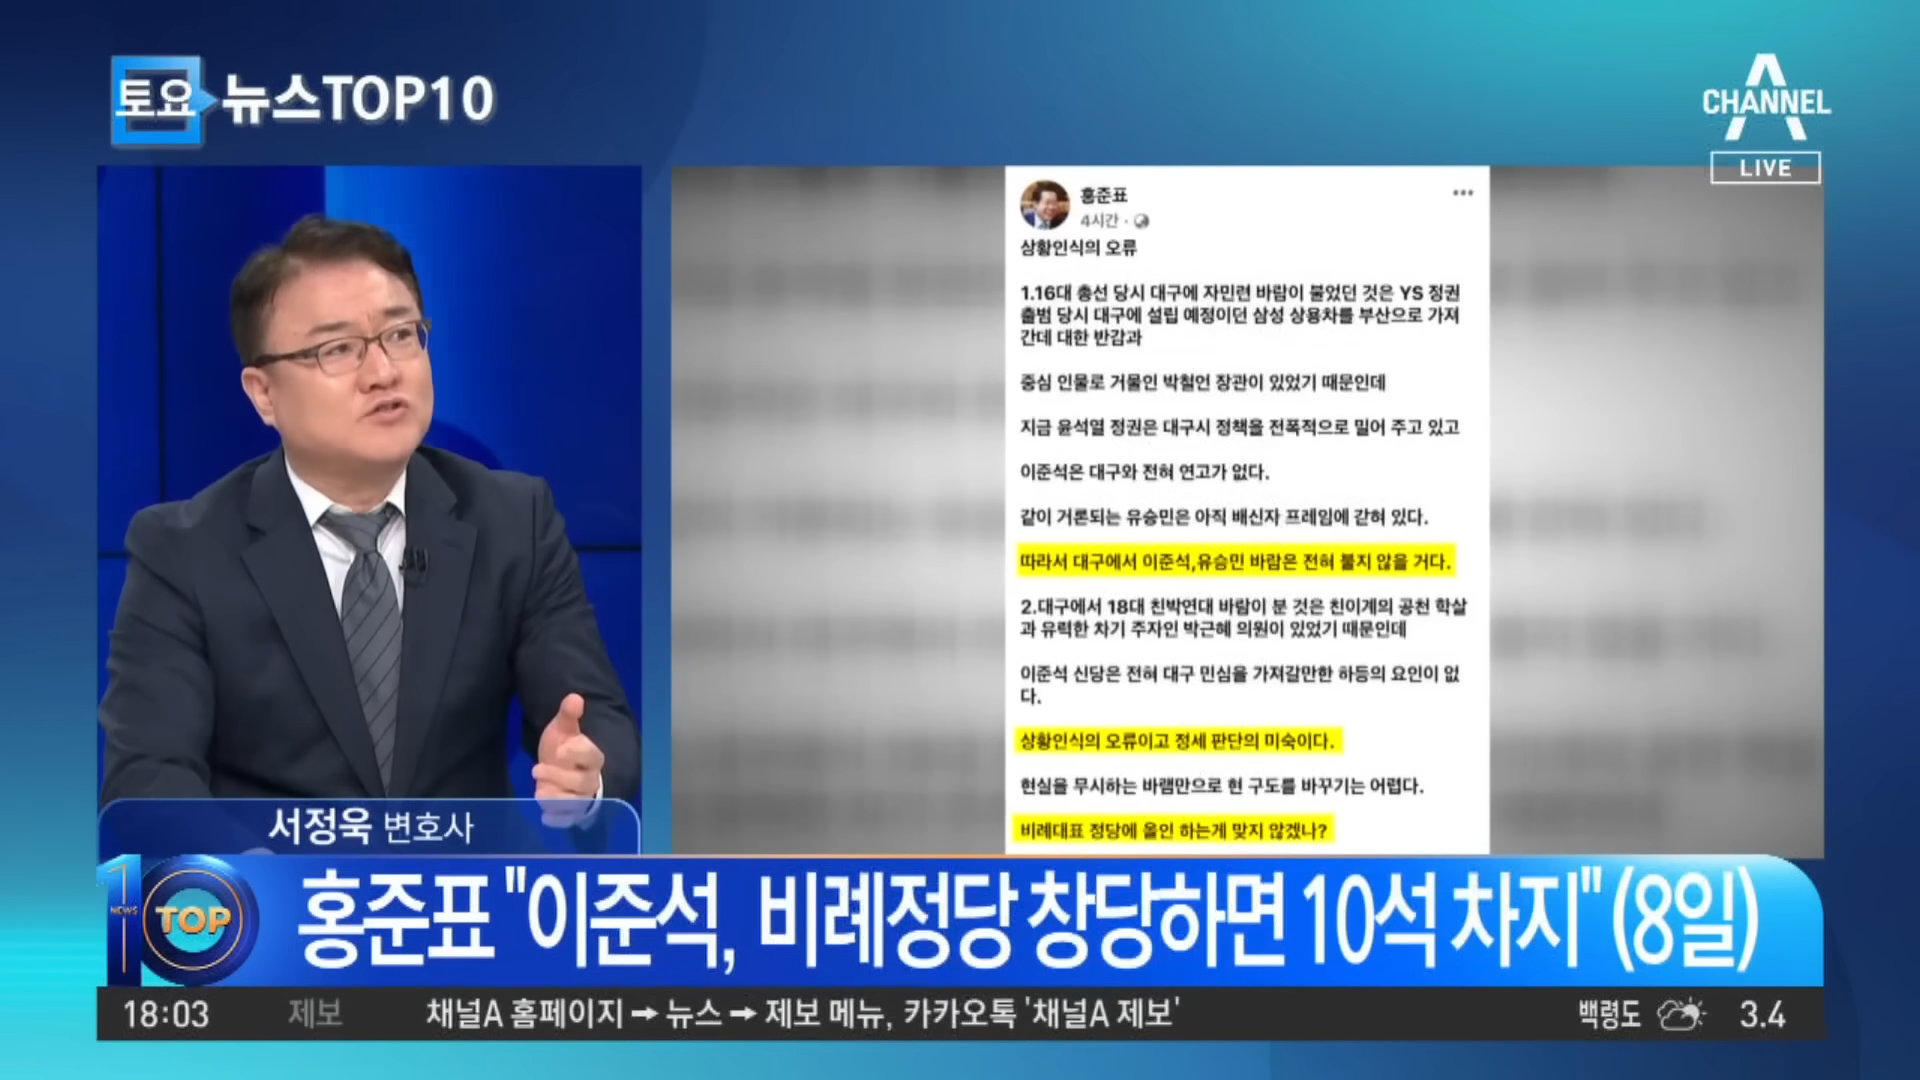 토요 뉴스TOP10
CHANNEL A
LIVE
홍준표
4시간
상황인식의 오류
1.16대 총선 당시 대구에 자민련 바람이 불었던 것은 YS 정권
출범 당시 대구에 설립 예정이던 삼성 상용차를 부산으로 가져
간데 대한 반감과
중심 인물로 거물인 박철언 장관이 있었기 때문인데
지금 윤석열 정권은 대구시 정책을 전폭적으로 밀어 주고 있고
이준석은 대구와 전혀 연고가 없다.
같이 거론되는 유승민은 아직 배신자 프레임에 갇혀 있다.
따라서 대구에서 이준석,유승민 바람은 전혀 불지 않을 거다.
2.대구에서 18대 친박연대 바람이 분 것은 친이계의 공천 학살
과 유력한 차기 주자인 박근혜 의원이 있었기 때문인데
이준석 신당은 전혀 대구 민심을 가져갈만한 하등의 요인이 없
다.
상황인식의 오류이고 정세 판단의 미숙이다.
현실을 무시하는 바램만으로 현 구도를 바꾸기는 어렵다.
비례대표 정당에 올인 하는게 맞지 않겠나?
서정욱 변호사
10 NEWS TOP
홍준표 "이준석, 비례정당 창당하면 10석 차지" (8일)
18:03 제보 채널A 홈페이지 → 뉴스 → 제보 메뉴, 카카오톡 '채널A 제보' 백령도 3.4